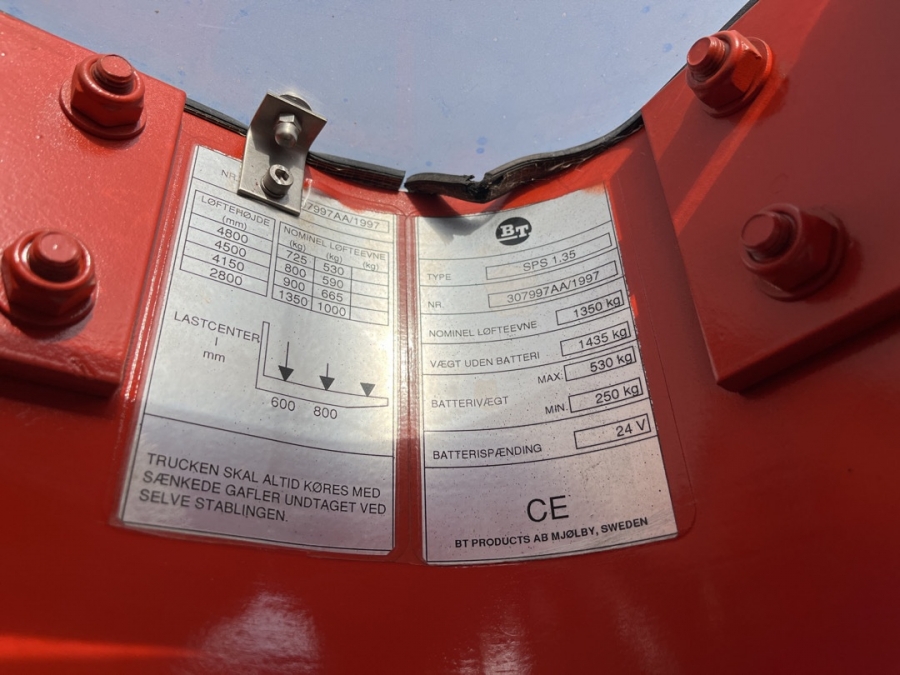 NR. 7997AA/1997
LØFTEHØJDE
(mm)
NOMINEL LØFTEEVNE
(kg) (kg) (kg)
4800 725 530
4500 800 590
4150 900 665
2800 1350 1000
LASTCENTER
I
mm
600 800
TRUCKEN SKAL ALTID KØRES MED
SÆNKEDE GAFLER UNDTAGET VED
SELVE STABLINGEN.
BT
TYPE SPS 1,35
NR. 307997AA/1997
NOMINEL LØFTEEVNE 1350 kg
VÆGT UDEN BATTERI 1435 kg
BATTERIVÆGT MAX. 530 kg
MIN. 250 kg
BATTERISPÆNDING 24 V
CE
BT PRODUCTS AB MJØLBY, SWEDEN